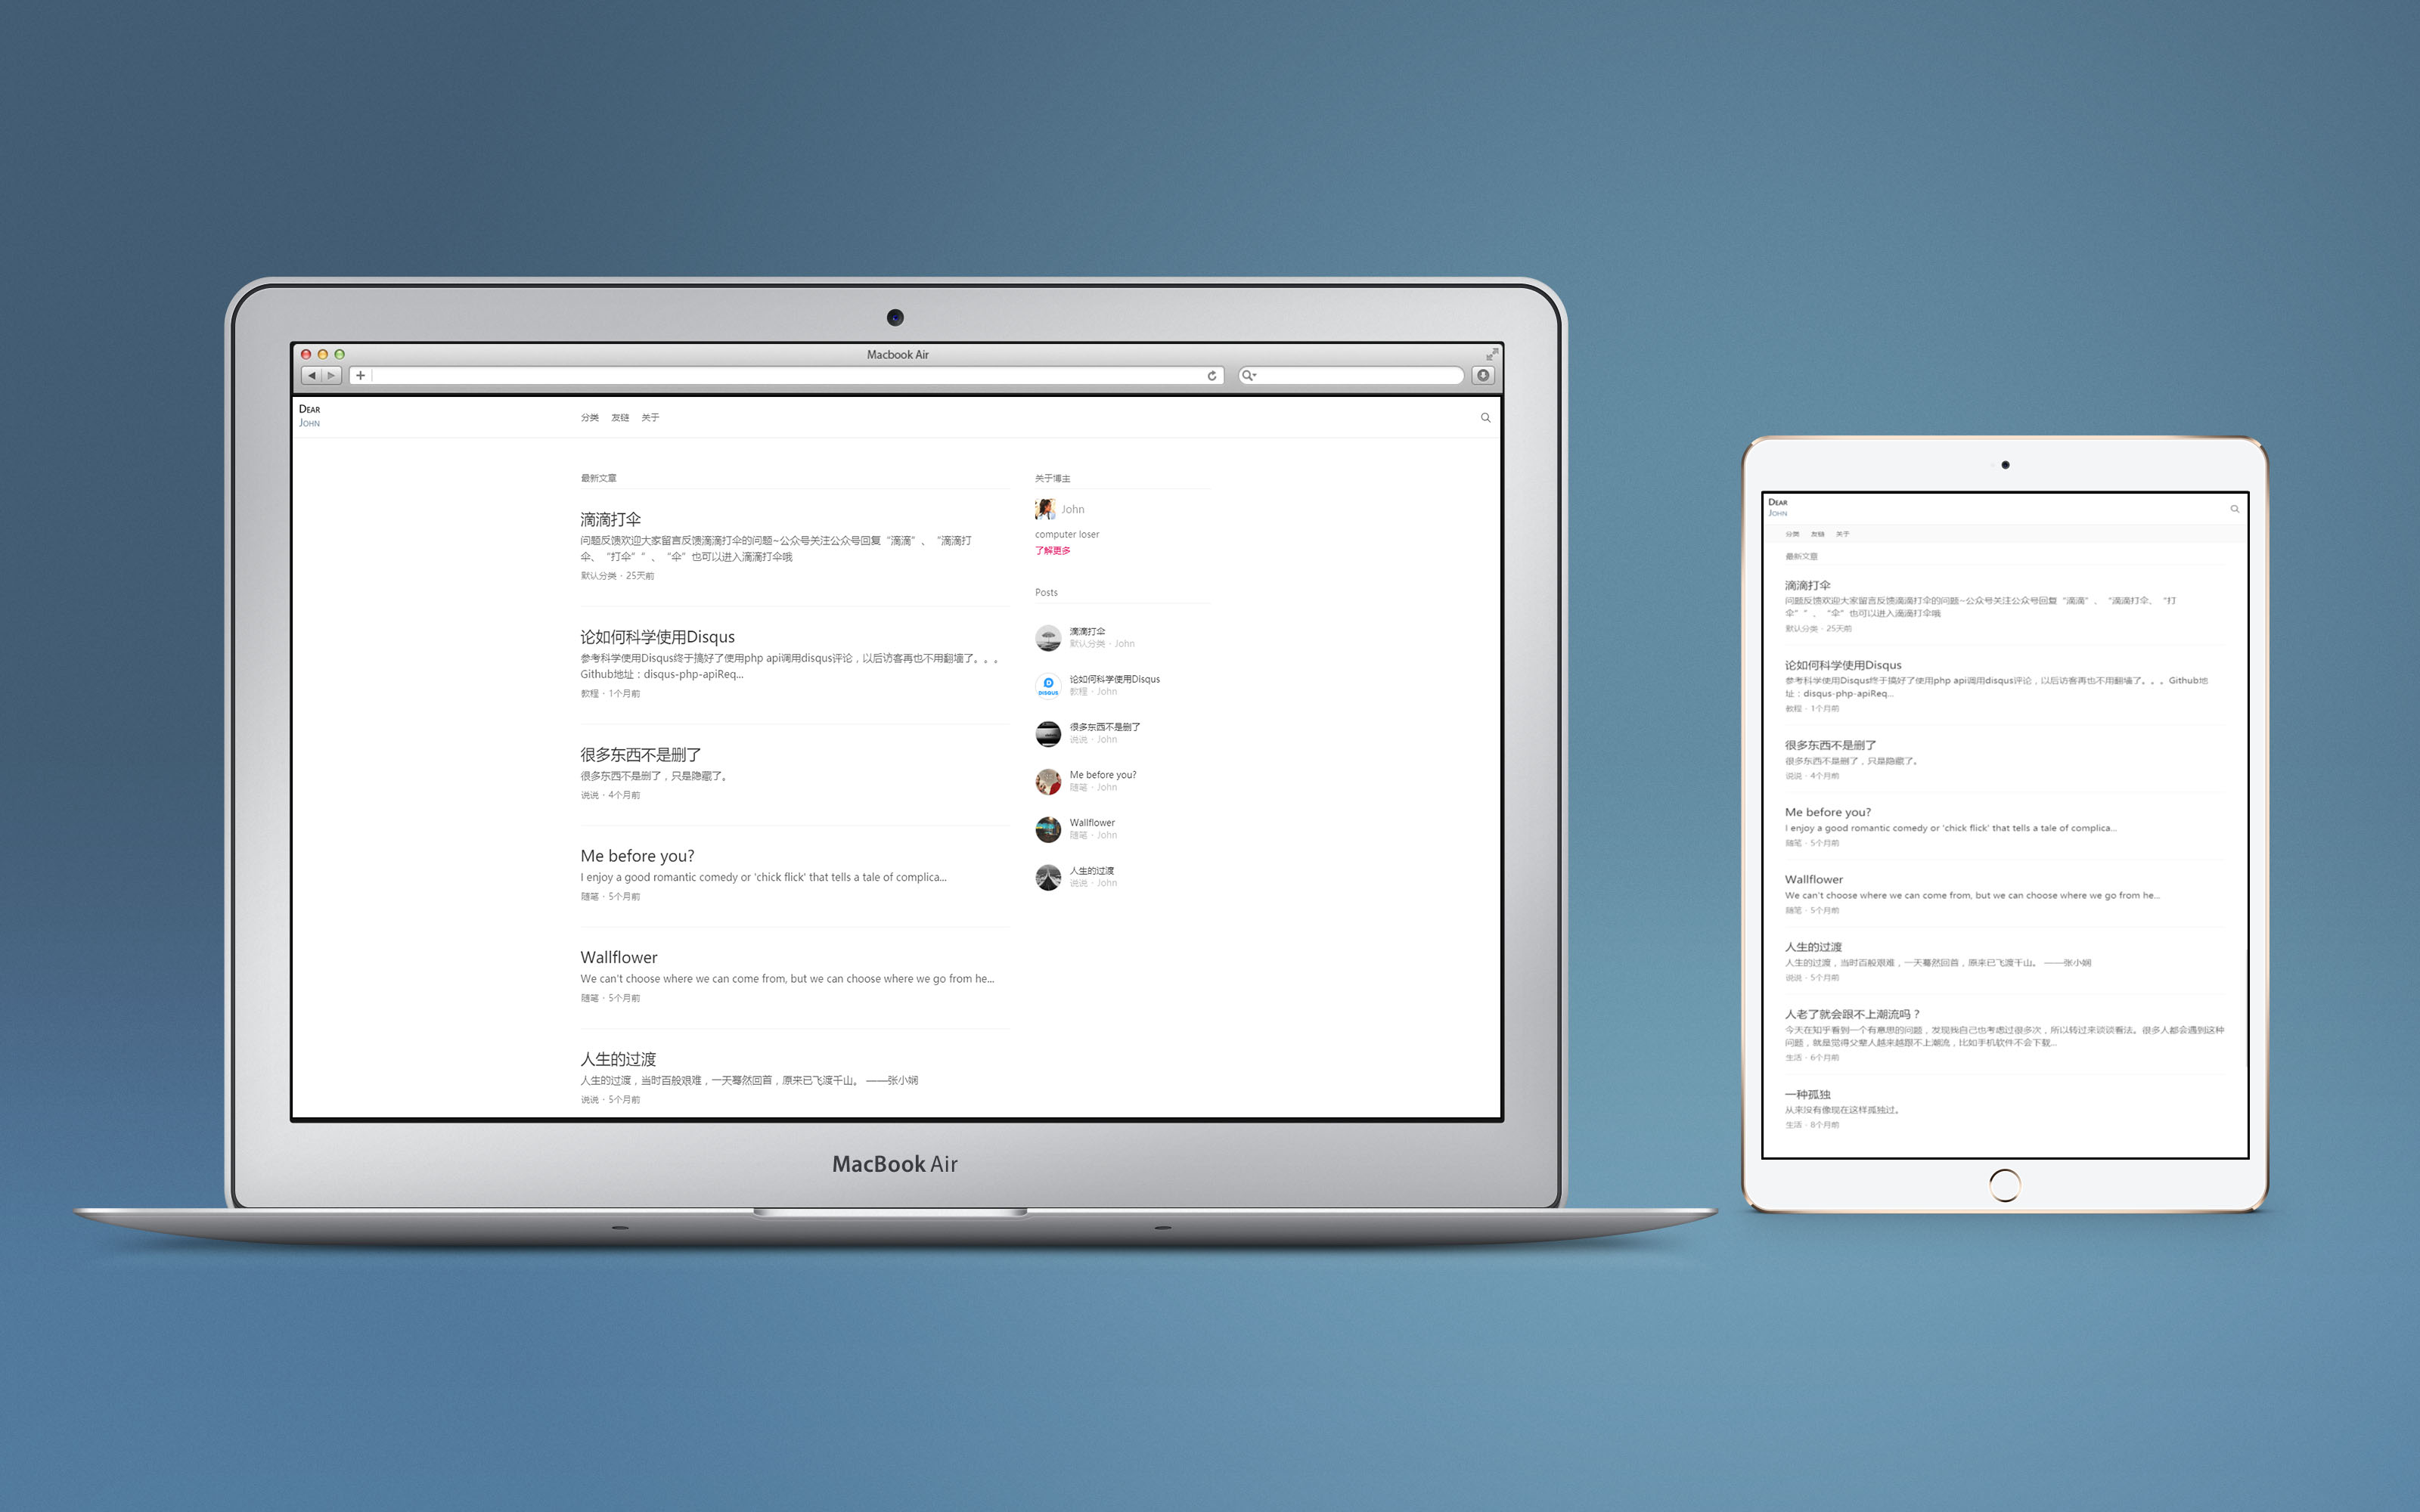 Macbook Air
DEAR
JOHN
分类 友链 关于
最新文章
滴滴打伞
问题反馈欢迎大家留言反馈滴滴打伞的问题~公众号关注公众号回复“滴滴”、“滴滴打
伞、“打伞””、“伞”也可以进入滴滴打伞哦
默认分类 · 25天前
论如何科学使用Disqus
参考科学使用Disqus终于搞好了使用php api调用disqus评论，以后访客再也不用翻墙了。。。
Github地址：disqus-php-apiReq...
教程 · 1个月前
很多东西不是删了
很多东西不是删了，只是隐藏了。
说说 · 4个月前
Me before you?
I enjoy a good romantic comedy or 'chick flick' that tells a tale of complica...
随笔 · 5个月前
Wallflower
We can't choose where we can come from, but we can choose where we go from he...
随笔 · 5个月前
人生的过渡
人生的过渡，当时百般艰难，一天蓦然回首，原来已飞渡千山。 ——张小娴
说说 · 5个月前
关于博主
John
computer loser
了解更多
Posts
滴滴打伞
默认分类 · John
DISQUS
论如何科学使用Disqus
教程 · John
很多东西不是删了
说说 · John
Me before you?
随笔 · John
Wallflower
随笔 · John
人生的过渡
说说 · John
MacBook Air
DEAR
JOHN
分类 友链 关于
最新文章
滴滴打伞
问题反馈欢迎大家留言反馈滴滴打伞的问题~公众号关注公众号回复“滴滴”、“滴滴打伞、“打
伞””、“伞”也可以进入滴滴打伞哦
默认分类 · 25天前
论如何科学使用Disqus
参考科学使用Disqus终于搞好了使用php api调用disqus评论，以后访客再也不用翻墙了。。。Github地
址：disqus-php-apiReq...
教程 · 1个月前
很多东西不是删了
很多东西不是删了，只是隐藏了。
说说 · 4个月前
Me before you?
I enjoy a good romantic comedy or 'chick flick' that tells a tale of complica...
随笔 · 5个月前
Wallflower
We can't choose where we can come from, but we can choose where we go from he...
随笔 · 5个月前
人生的过渡
人生的过渡，当时百般艰难，一天蓦然回首，原来已飞渡千山。 ——张小娴
说说 · 5个月前
人老了就会跟不上潮流吗？
今天在知乎看到一个有意思的问题，发现我自己也考虑过很多次，所以转过来谈谈看法。很多人都会遇到这种
问题，就是觉得父辈人越来越跟不上潮流，比如手机软件不会下载...
生活 · 6个月前
一种孤独
从来没有像现在这样孤独过。
生活 · 8个月前